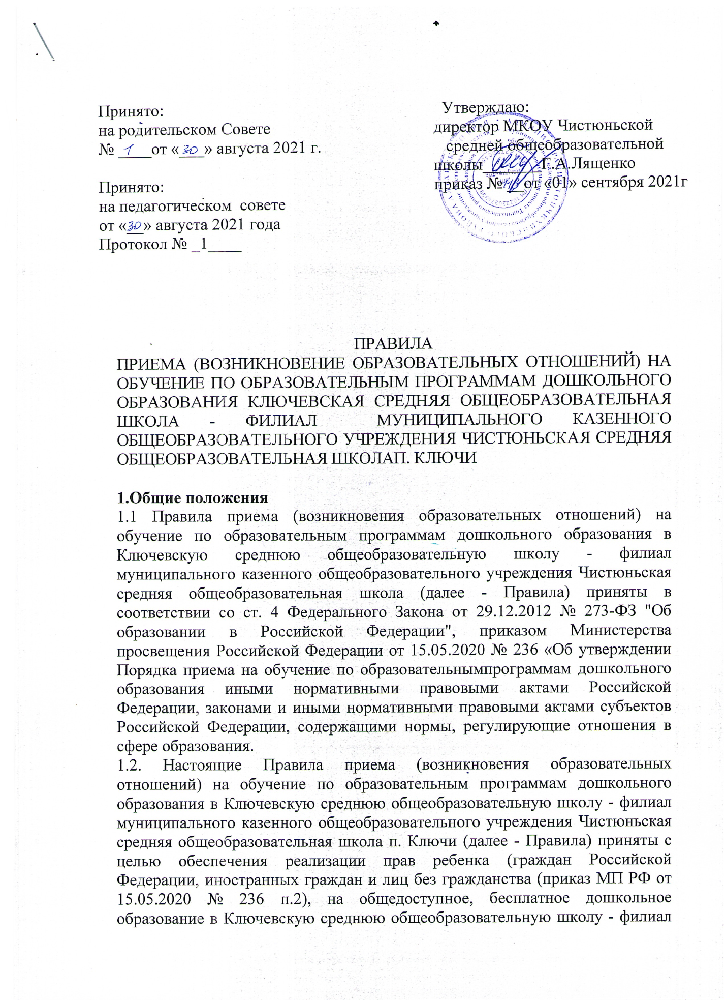 Принято:
на родительском Совете
№ 1 от «30» августа 2021 г.
Принято:
на педагогическом совете
от «30» августа 2021 года
Протокол № _1____
Утверждаю:
директор МКОУ Чистюньской
средней общеобразовательной
школы_______Г.А.Лященко
приказ № __от «01» сентября 2021г
ПРАВИЛА
ПРИЕМА (ВОЗНИКНОВЕНИЕ ОБРАЗОВАТЕЛЬНЫХ ОТНОШЕНИЙ) НА
ОБУЧЕНИЕ ПО ОБРАЗОВАТЕЛЬНЫМ ПРОГРАММАМ ДОШКОЛЬНОГО
ОБРАЗОВАНИЯ КЛЮЧЕВСКАЯ СРЕДНЯЯ ОБЩЕОБРАЗОВАТЕЛЬНАЯ
ШКОЛА - ФИЛИАЛ МУНИЦИПАЛЬНОГО КАЗЕННОГО
ОБЩЕОБРАЗОВАТЕЛЬНОГО УЧРЕЖДЕНИЯ ЧИСТЮНЬСКАЯ СРЕДНЯЯ
ОБЩЕОБРАЗОВАТЕЛЬНАЯ ШКОЛАП. КЛЮЧИ
1.Общие положения
1.1 Правила приема (возникновения образовательных отношений) на
обучение по образовательным программам дошкольного образования в
Ключевскую среднюю общеобразовательную школу - филиал
муниципального казенного общеобразовательного учреждения Чистюньская
средняя общеобразовательная школа (далее - Правила) приняты в
соответствии со ст. 4 Федерального Закона от 29.12.2012 № 273-ФЗ "Об
образовании в Российской Федерации", приказом Министерства
просвещения Российской Федерации от 15.05.2020 № 236 «Об утверждении
Порядка приема на обучение по образовательнымпрограммам дошкольного
образования иными нормативными правовыми актами Российской
Федерации, законами и иными нормативными правовыми актами субъектов
Российской Федерации, содержащими нормы, регулирующие отношения в
сфере образования.
1.2. Настоящие Правила приема (возникновения образовательных
отношений) на обучение по образовательным программам дошкольного
образования в Ключевскую среднюю общеобразовательную школу - филиал
муниципального казенного общеобразовательного учреждения Чистюньская
средняя общеобразовательная школа п. Ключи (далее - Правила) приняты с
целью обеспечения реализации прав ребенка (граждан Российской
Федерации, иностранных граждан и лиц без гражданства (приказ МП РФ от
15.05.2020 № 236 п.2), на общедоступное, бесплатное дошкольное
образование в Ключевскую среднюю общеобразовательную школу - филиал